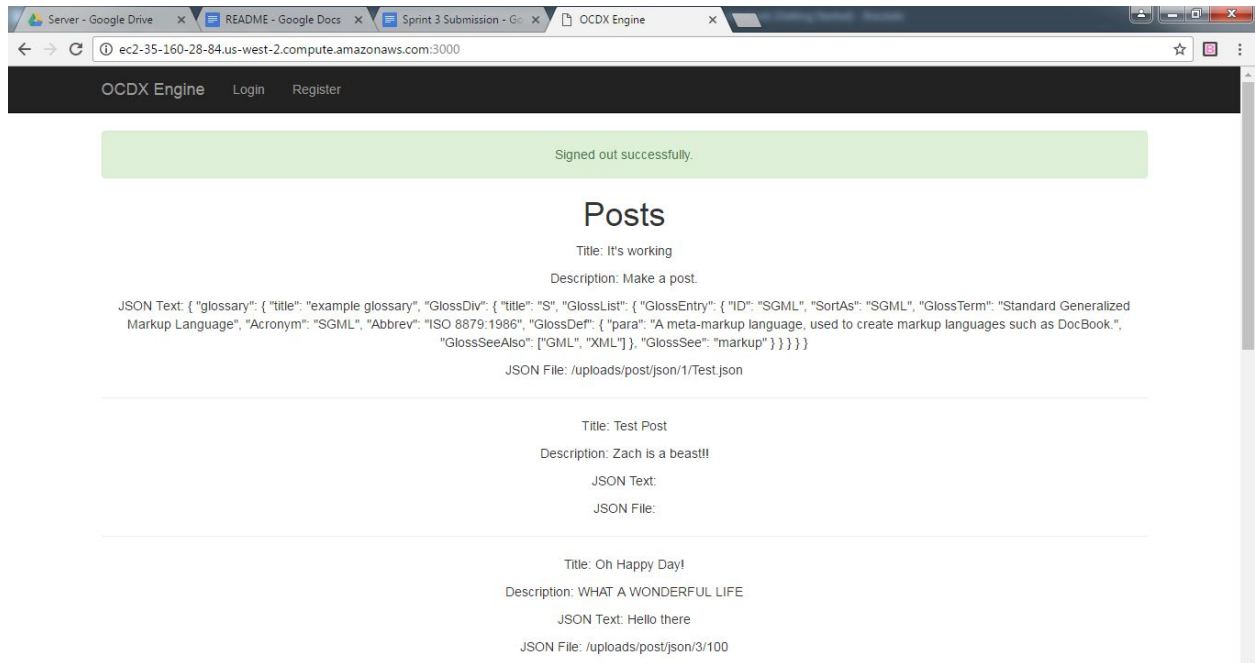 Server - Google Drive
README - Google Docs
Sprint 3 Submission - Go
OCDX Engine
ec2-35-160-28-84.us-west-2.compute.amazonaws.com:3000
OCDX Engine Login Register
Signed out successfully.
Posts
Title: It's working
Description: Make a post.
JSON Text: { "glossary": { "title": "example glossary", "GlossDiv": { "title": "S", "GlossList": { "GlossEntry": { "ID": "SGML", "SortAs": "SGML", "GlossTerm": "Standard Generalized
Markup Language", "Acronym": "SGML", "Abbrev": "ISO 8879:1986", "GlossDef": { "para": "A meta-markup language, used to create markup languages such as DocBook.",
"GlossSeeAlso": ["GML", "XML"] }, "GlossSee": "markup" } } } } }
JSON File: /uploads/post/json/1/Test.json
Title: Test Post
Description: Zach is a beast!!
JSON Text:
JSON File:
Title: Oh Happy Day!
Description: WHAT A WONDERFUL LIFE
JSON Text: Hello there
JSON File: /uploads/post/json/3/100